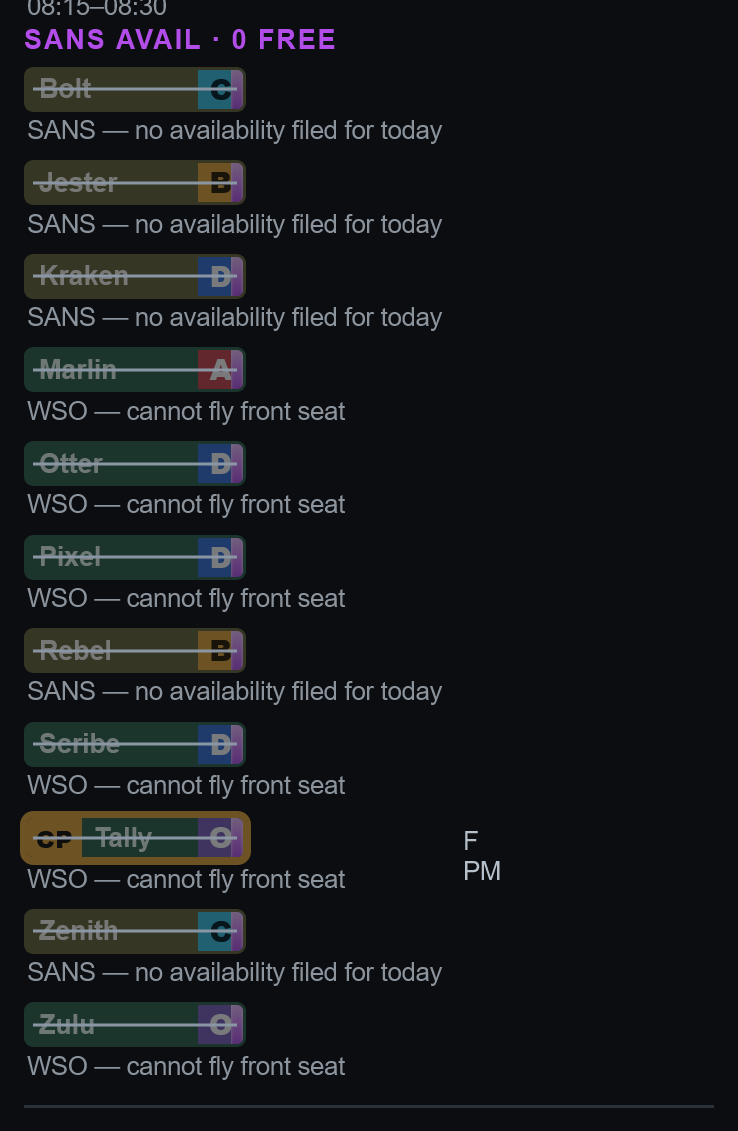 08:15–08:30
SANS AVAIL · 0 FREE
Bolt C
SANS — no availability filed for today
Jester B
SANS — no availability filed for today
Kraken D
SANS — no availability filed for today
Marlin A
WSO — cannot fly front seat
Otter D
WSO — cannot fly front seat
Pixel D
WSO — cannot fly front seat
Rebel B
SANS — no availability filed for today
Scribe D
WSO — cannot fly front seat
CP Tally O
F
PM
WSO — cannot fly front seat
Zenith C
SANS — no availability filed for today
Zulu O
WSO — cannot fly front seat